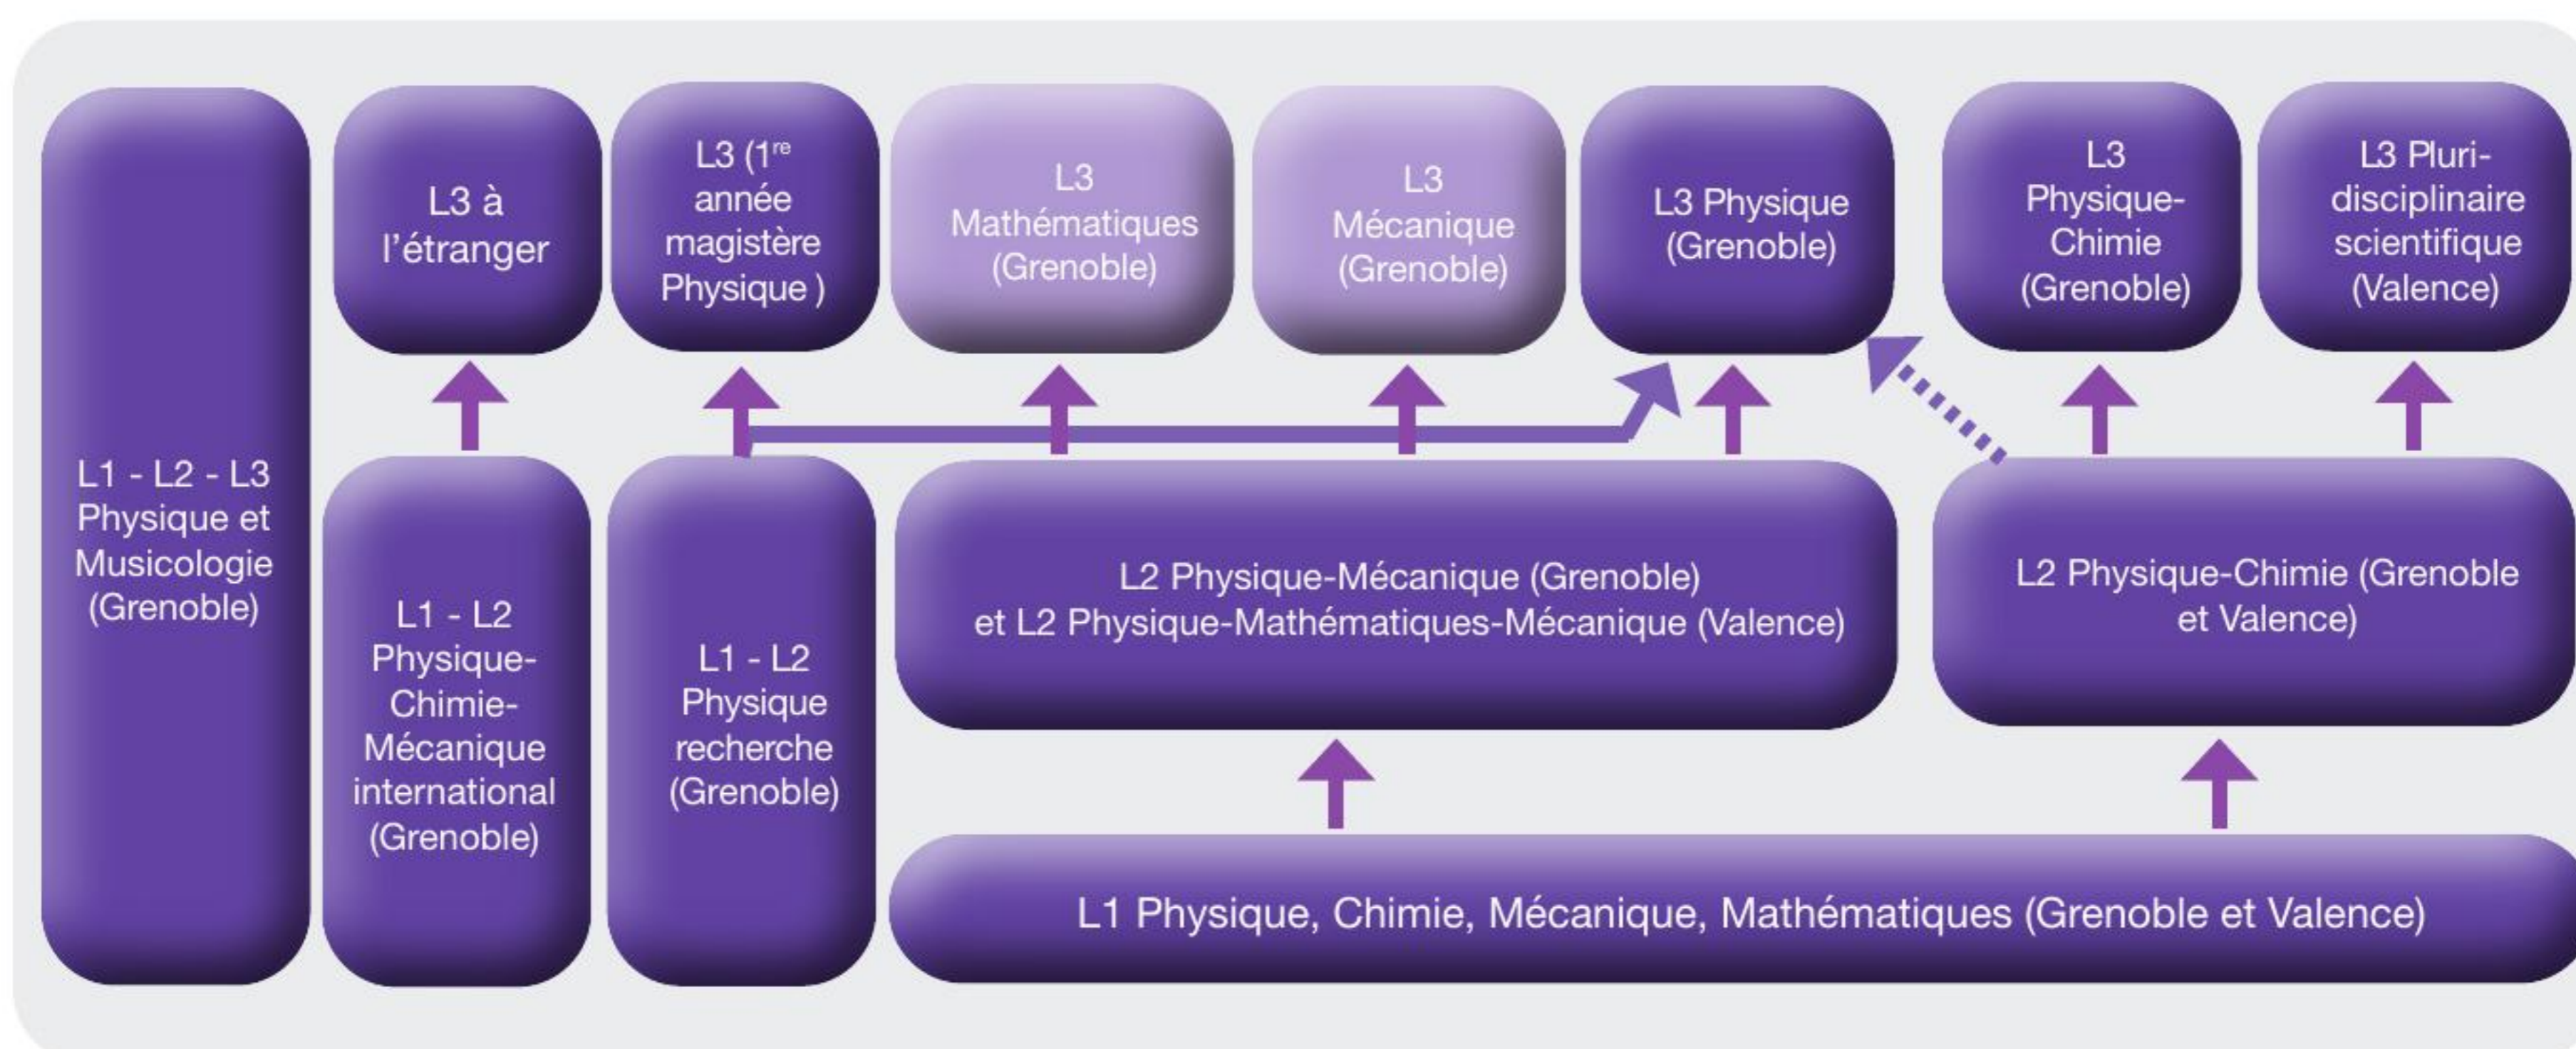 L1 - L2 - L3
Physique et
Musicologie
(Grenoble)
L3 à
l'étranger
L3 (1re
année
magistère
Physique )
L3
Mathématiques
(Grenoble)
L3
Mécanique
(Grenoble)
L3 Physique
(Grenoble)
L3
Physique-
Chimie
(Grenoble)
L3 Pluri-
disciplinaire
scientifique
(Valence)
L1 - L2
Physique-
Chimie-
Mécanique
international
(Grenoble)
L1 - L2
Physique
recherche
(Grenoble)
L2 Physique-Mécanique (Grenoble)
et L2 Physique-Mathématiques-Mécanique (Valence)
L2 Physique-Chimie (Grenoble
et Valence)
L1 Physique, Chimie, Mécanique, Mathématiques (Grenoble et Valence)